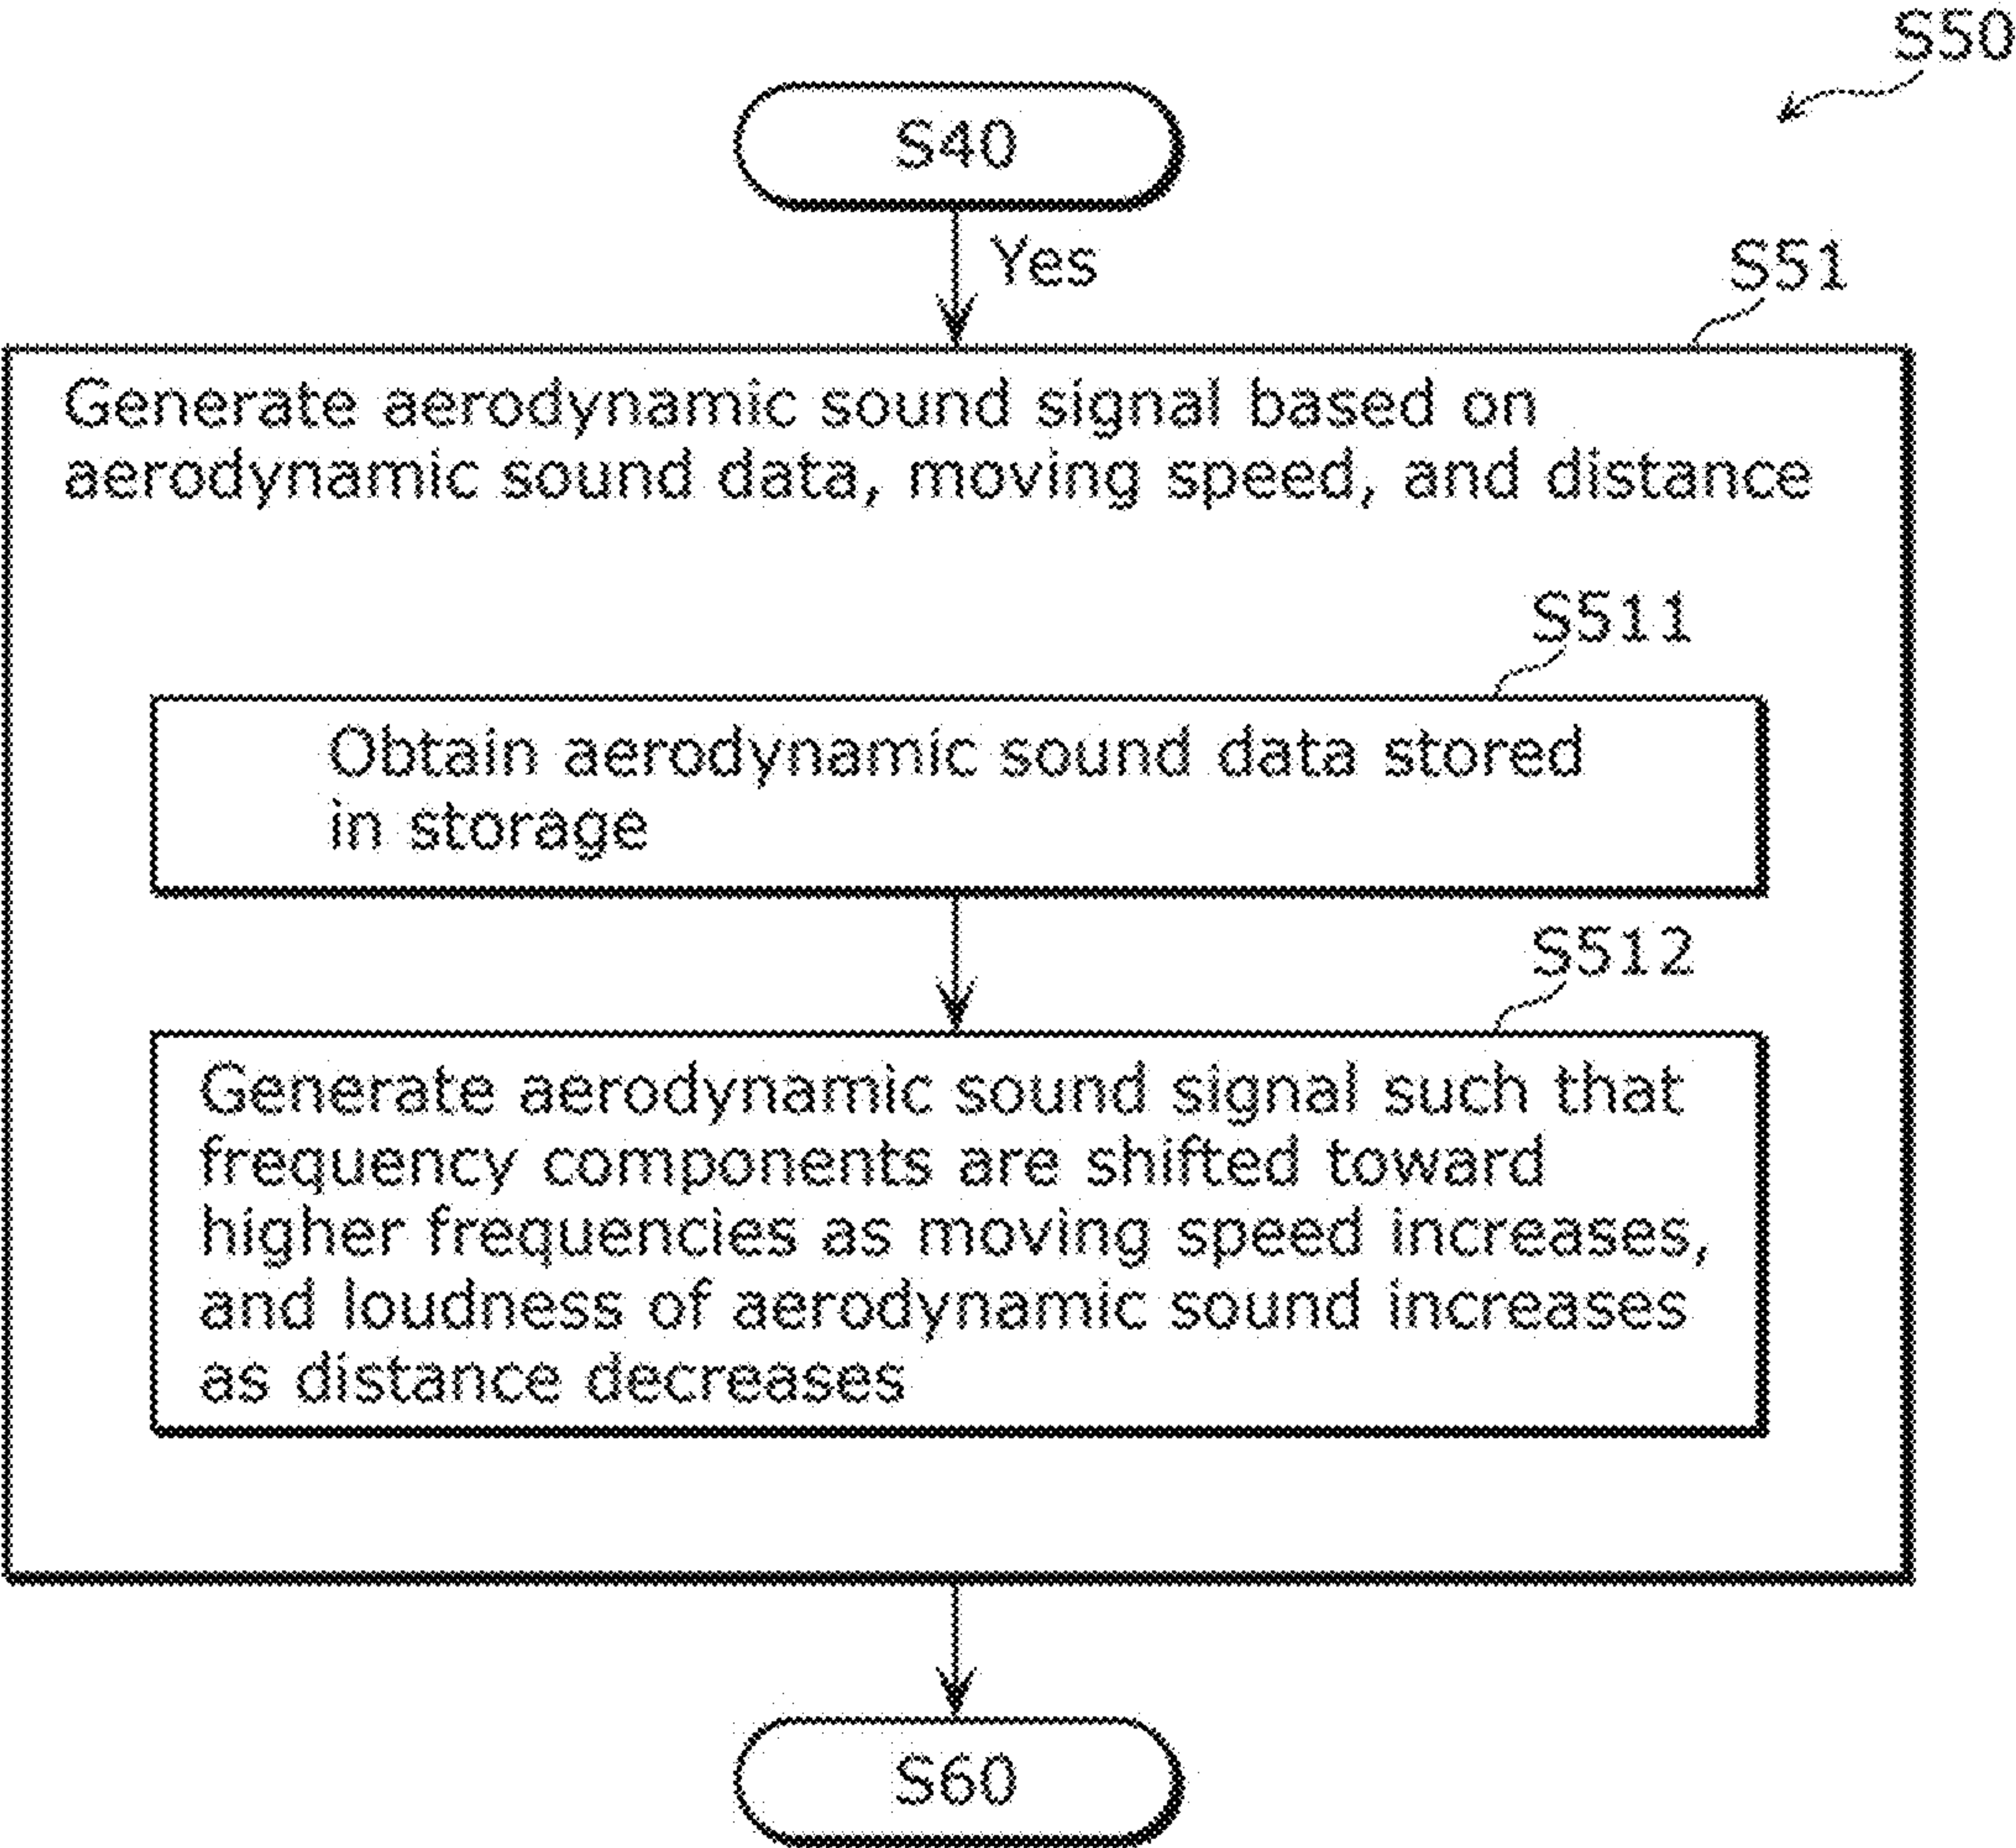 S50
S40
Yes
S51
Generate aerodynamic sound signal based on
aerodynamic sound data, moving speed, and distance
S511
Obtain aerodynamic sound data stored
in storage
S512
Generate aerodynamic sound signal such that
frequency components are shifted toward
higher frequencies as moving speed increases,
and loudness of aerodynamic sound increases
as distance decreases
S60